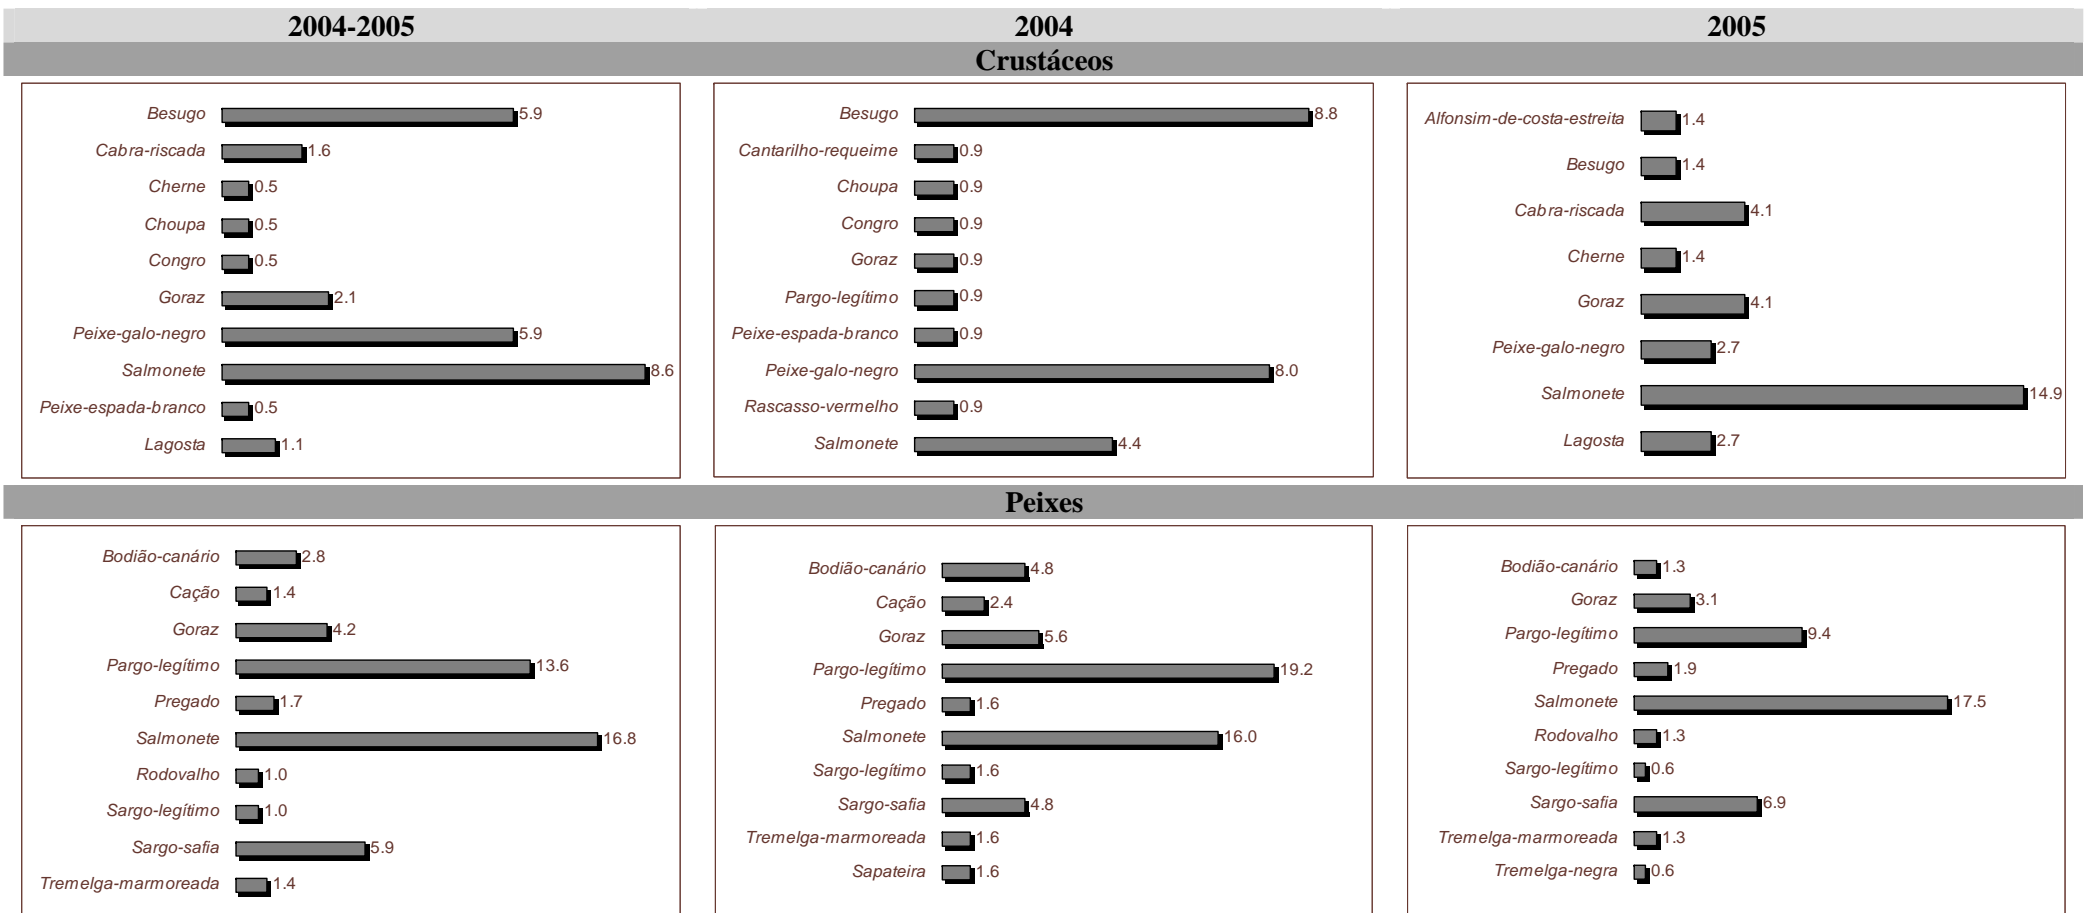 2004-2005 2004 2005
Crustáceos
Besugo 5.9
Cabra-riscada 1.6
Cherne 0.5
Choupa 0.5
Congro 0.5
Goraz 2.1
Peixe-galo-negro 5.9
Salmonete 8.6
Peixe-espada-branco 0.5
Lagosta 1.1
Besugo 8.8
Cantarilho-requeime 0.9
Choupa 0.9
Congro 0.9
Goraz 0.9
Pargo-legítimo 0.9
Peixe-espada-branco 0.9
Peixe-galo-negro 8.0
Rascasso-vermelho 0.9
Salmonete 4.4
Alfonsim-de-costa-estreita 1.4
Besugo 1.4
Cabra-riscada 4.1
Cherne 1.4
Goraz 4.1
Peixe-galo-negro 2.7
Salmonete 14.9
Lagosta 2.7
Peixes
Bodião-canário 2.8
Cação 1.4
Goraz 4.2
Pargo-legítimo 13.6
Pregado 1.7
Salmonete 16.8
Rodovalho 1.0
Sargo-legítimo 1.0
Sargo-safia 5.9
Tremelga-marmoreada 1.4
Bodião-canário 4.8
Cação 2.4
Goraz 5.6
Pargo-legítimo 19.2
Pregado 1.6
Salmonete 16.0
Sargo-legítimo 1.6
Sargo-safia 4.8
Tremelga-marmoreada 1.6
Sapateira 1.6
Bodião-canário 1.3
Goraz 3.1
Pargo-legítimo 9.4
Pregado 1.9
Salmonete 17.5
Rodovalho 1.3
Sargo-legítimo 0.6
Sargo-safia 6.9
Tremelga-marmoreada 1.3
Tremelga-negra 0.6